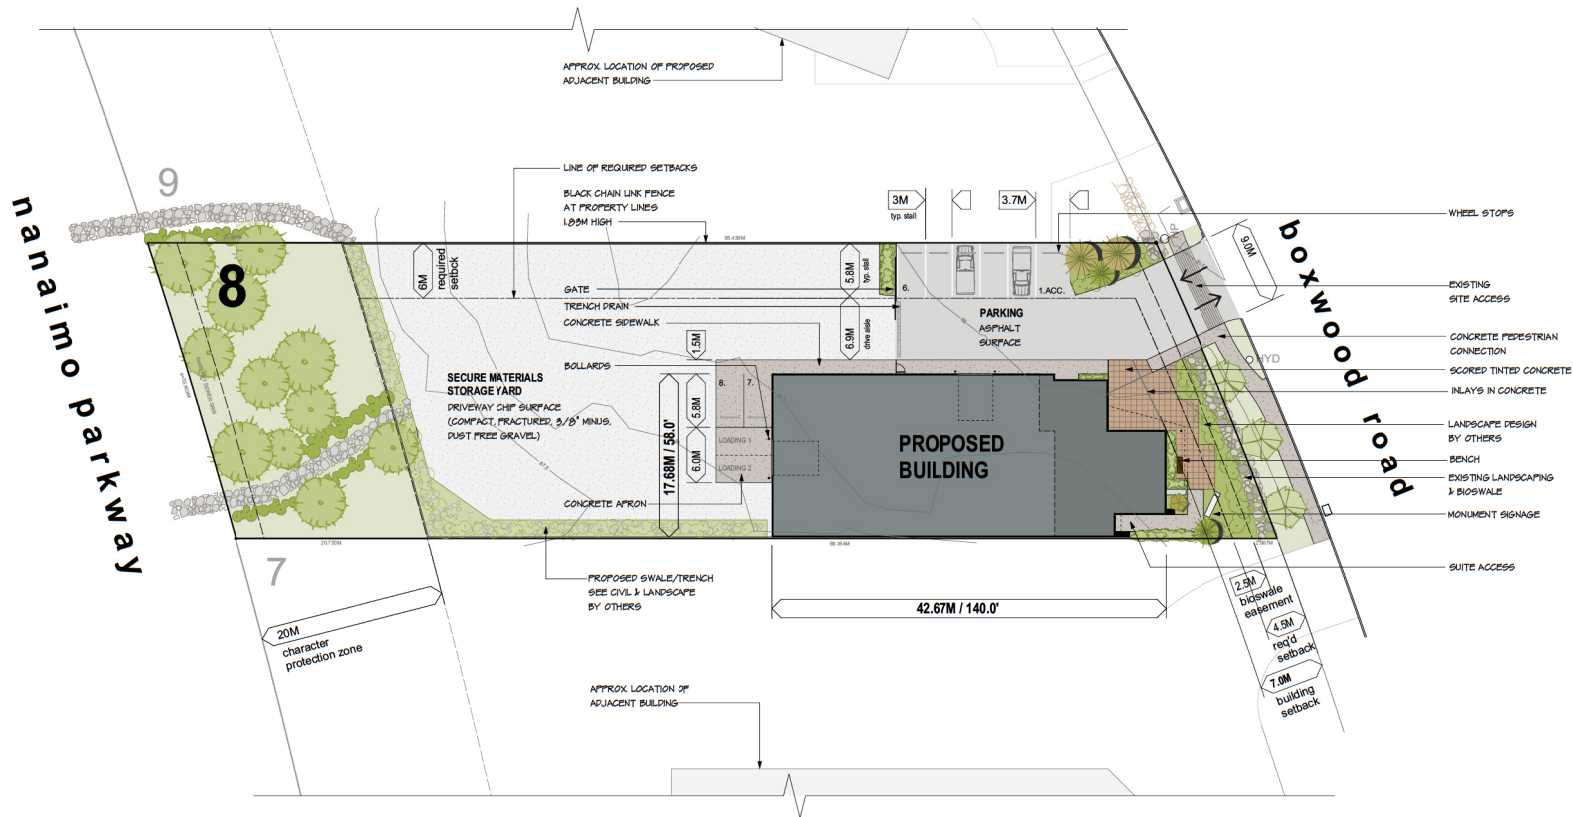 APPROX. LOCATION OF PROPOSED
ADJACENT BUILDING
9
LINE OF REQUIRED SETBACKS
BLACK CHAIN LINK FENCE
AT PROPERTY LINES
1.83M HIGH
3M
typ. stall
3.7M
WHEEL STOPS
nanaimo parkway
boxwood road
9.0M
85.430M
6M
required
setbck
5.8M
typ. stall
8
GATE
6.
1.ACC.
EXISTING
SITE ACCESS
TRENCH DRAIN
PARKING
ASPHALT
SURFACE
CONCRETE SIDEWALK
6.9M
drive aisle
1.5M
CONCRETE PEDESTRIAN
CONNECTION
HYD
BOLLARDS
SCORED TINTED CONCRETE
SECURE MATERIALS
STORAGE YARD
DRIVEWAY CHIP SURFACE
(COMPACT, FRACTURED, 3/8" MINUS,
DUST FREE GRAVEL)
8.
7.
5.8M
INLAYS IN CONCRETE
17.68M / 58.0'
LANDSCAPE DESIGN
BY OTHERS
LOADING 1
PROPOSED
BUILDING
6.0M
LOADING 2
BENCH
EXISTING LANDSCAPING
& BIOSWALE
CONCRETE APRON
MONUMENT SIGNAGE
20.720M
7
SUITE ACCESS
PROPOSED SWALE/TRENCH
SEE CIVIL & LANDSCAPE
BY OTHERS
42.67M / 140.0'
2.5M
bioswale
easement
20M
character
protection zone
4.5M
req'd
setback
7.0M
building
setback
APPROX. LOCATION OF
ADJACENT BUILDING